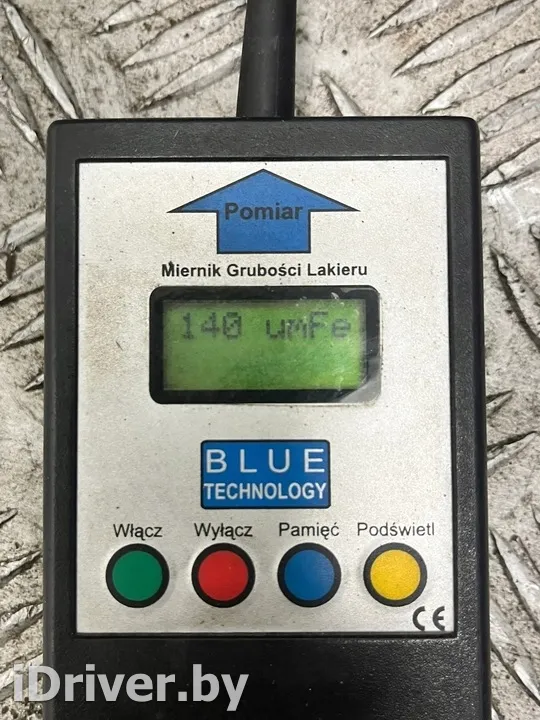 Pomiar
Miernik Grubości Lakieru
140 umFe
BLUE
TECHNOLOGY
Włącz Wyłącz Pamięć Podświetl
CE
iDriver.by